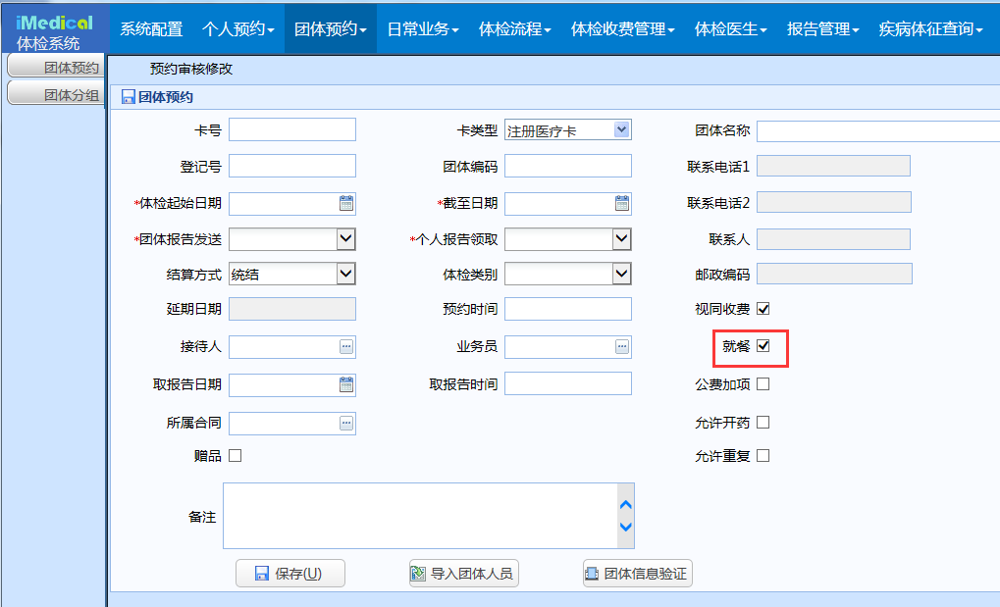 iMedical
体检系统
系统配置 个人预约 团体预约 日常业务 体检流程 体检收费管理 体检医生 报告管理 疾病体征查询
团体预约
团体分组
预约审核修改
团体预约
卡号 卡类型 注册医疗卡 团体名称
登记号 团体编码 联系电话1
*体检起始日期 *截至日期 联系电话2
*团体报告发送 *个人报告领取 联系人
结算方式 统结 体检类别 邮政编码
延期日期 预约时间 视同收费
接待人 业务员 就餐
取报告日期 取报告时间 公费加项
所属合同 允许开药
赠品 允许重复
备注
保存(U) 导入团体人员 团体信息验证